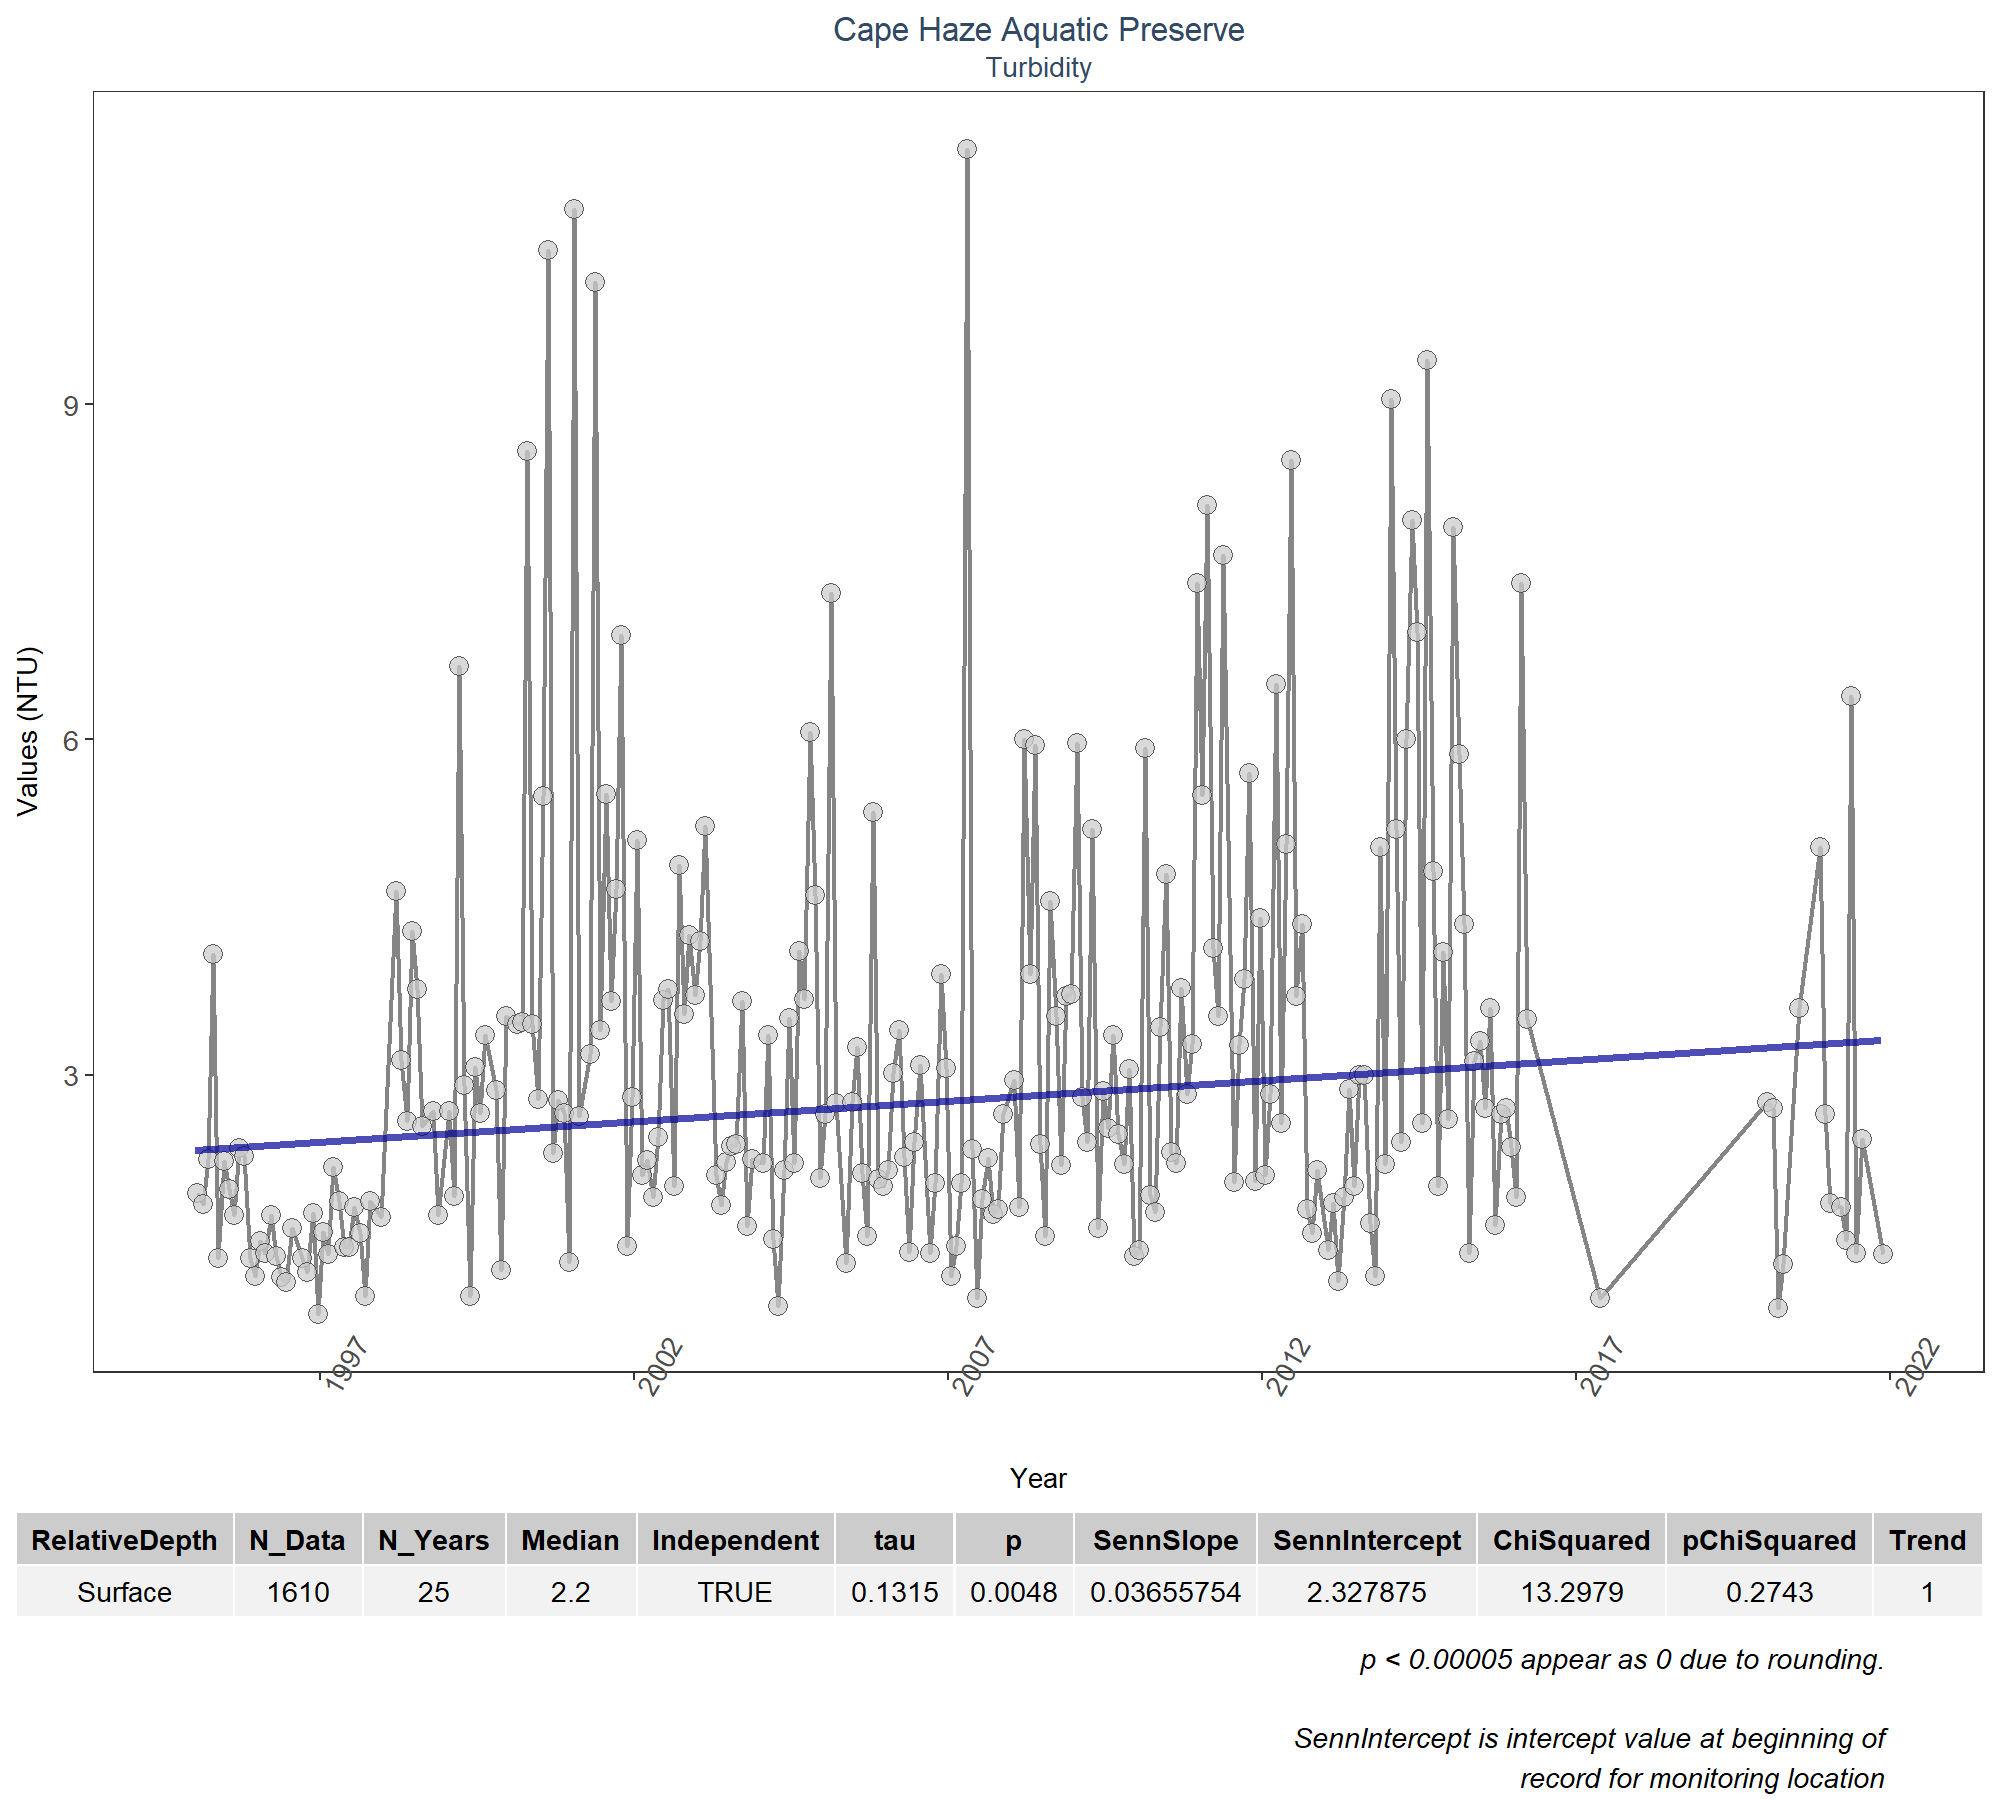 Cape Haze Aquatic Preserve
Turbidity
Values (NTU)
9
6
3
1997 2002 2007 2012 2017 2022
Year
RelativeDepth N_Data N_Years Median Independent tau p SennSlope SennIntercept ChiSquared pChiSquared Trend
Surface 1610 25 2.2 TRUE 0.1315 0.0048 0.03655754 2.327875 13.2979 0.2743 1
p < 0.00005 appear as 0 due to rounding.
SennIntercept is intercept value at beginning of
record for monitoring location